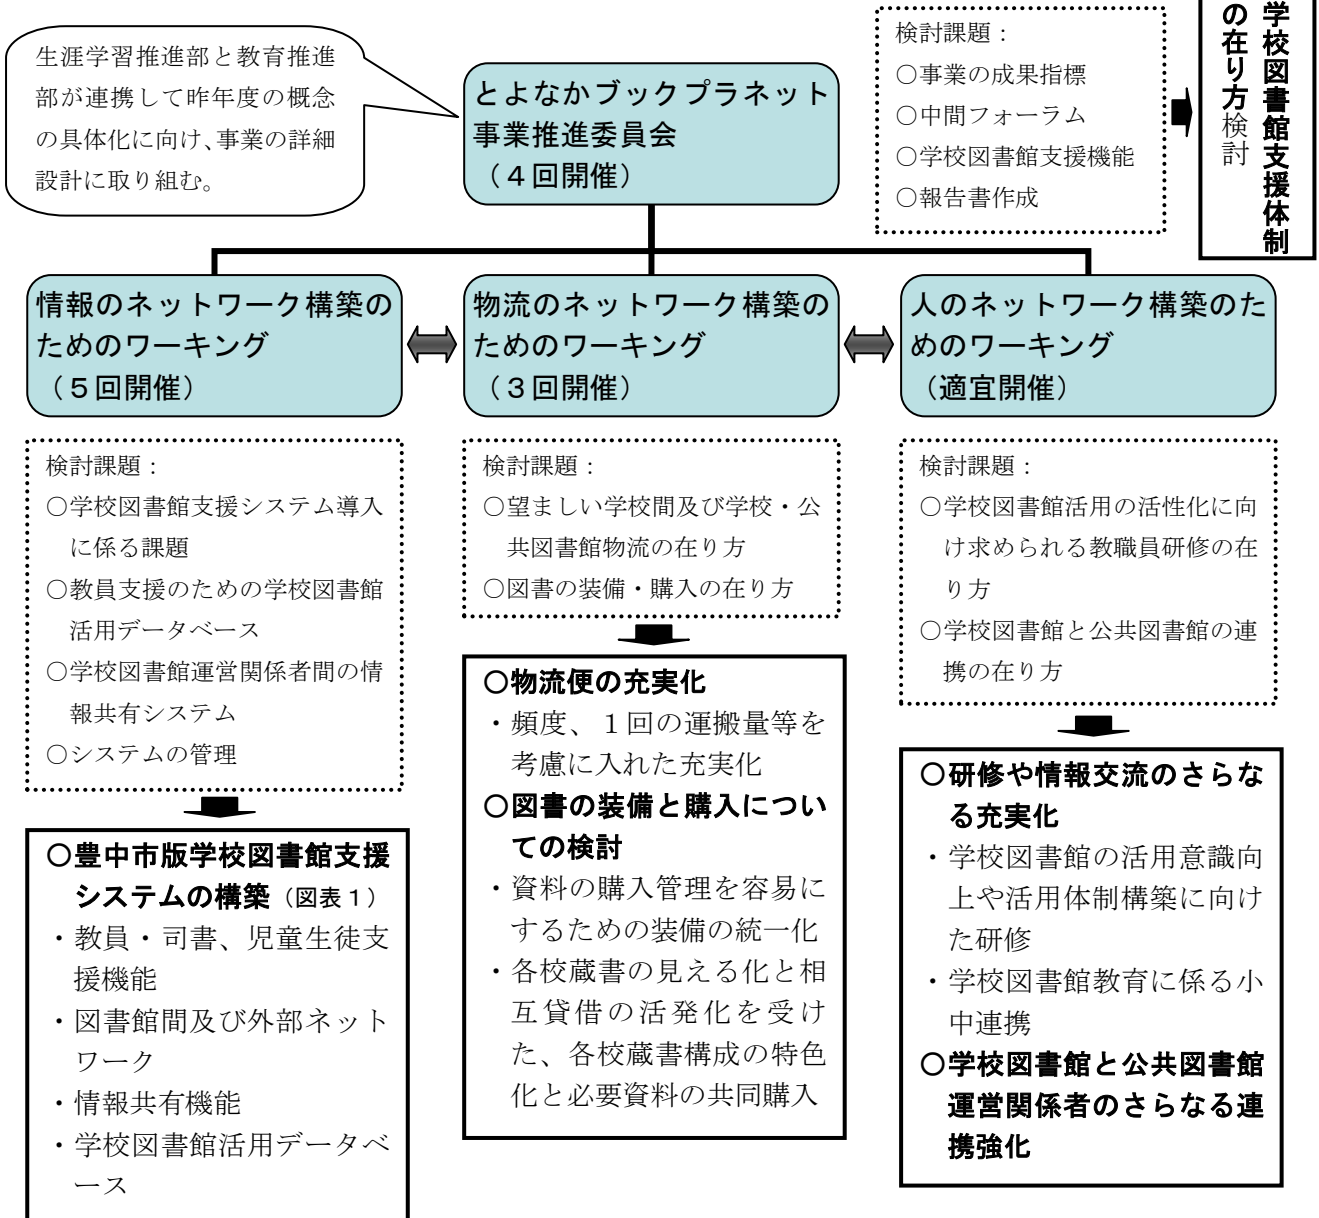 生涯学習推進部と教育推進
部が連携して昨年度の概念
の具体化に向け、事業の詳細
設計に取り組む。
とよなかブックプラネット
事業推進委員会
（４回開催）
検討課題：
○事業の成果指標
○中間フォーラム
○学校図書館支援機能
○報告書作成
学校図書館支援体制
の在り方検討
情報のネットワーク構築の
ためのワーキング
（５回開催）
物流のネットワーク構築の
ためのワーキング
（３回開催）
人のネットワーク構築のた
めのワーキング
（適宜開催）
検討課題：
○学校図書館支援システム導入
に係る課題
○教員支援のための学校図書館
活用データベース
○学校図書館運営関係者間の情
報共有システム
○システムの管理
検討課題：
○望ましい学校間及び学校・公
共図書館物流の在り方
○図書の装備・購入の在り方
検討課題：
○学校図書館活用の活性化に向
け求められる教職員研修の在
り方
○学校図書館と公共図書館の連
携の在り方
○豊中市版学校図書館支援
システムの構築（図表１）
・教員・司書、児童生徒支
援機能
・図書館間及び外部ネット
ワーク
・情報共有機能
・学校図書館活用データベ
ース
○物流便の充実化
・頻度、１回の運搬量等を
考慮に入れた充実化
○図書の装備と購入につい
ての検討
・資料の購入管理を容易に
するための装備の統一化
・各校蔵書の見える化と相
互貸借の活発化を受け
た、各校蔵書構成の特色
化と必要資料の共同購入
○研修や情報交流のさらな
る充実化
・学校図書館の活用意識向
上や活用体制構築に向け
た研修
・学校図書館教育に係る小
中連携
○学校図書館と公共図書館
運営関係者のさらなる連
携強化